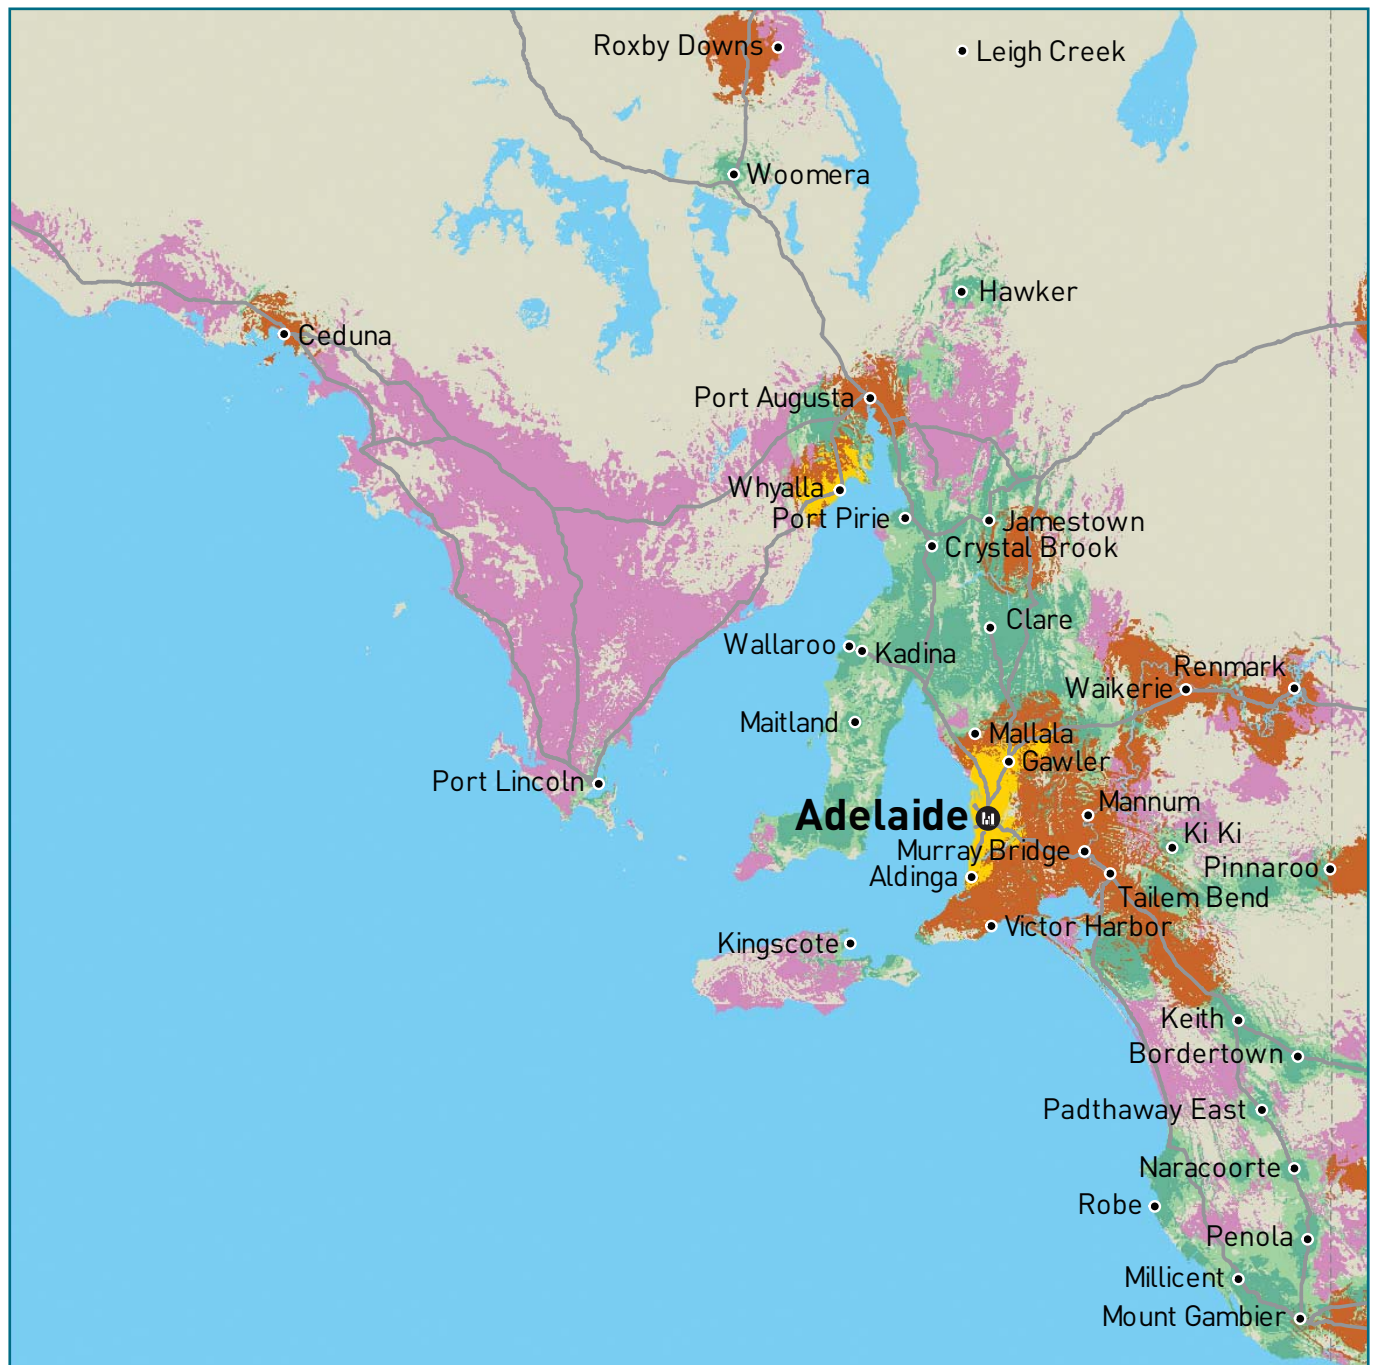 Roxby Downs
Leigh Creek
Woomera
Hawker
Ceduna
Port Augusta
Whyalla
Port Pirie
Jamestown
Crystal Brook
Clare
Wallaroo
Kadina
Renmark
Waikerie
Maitland
Mallala
Gawler
Port Lincoln
Mannum
Adelaide
Ki Ki
Murray Bridge
Pinnaroo
Aldinga
Tailem Bend
Victor Harbor
Kingscote
Keith
Bordertown
Padthaway East
Naracoorte
Robe
Penola
Millicent
Mount Gambier